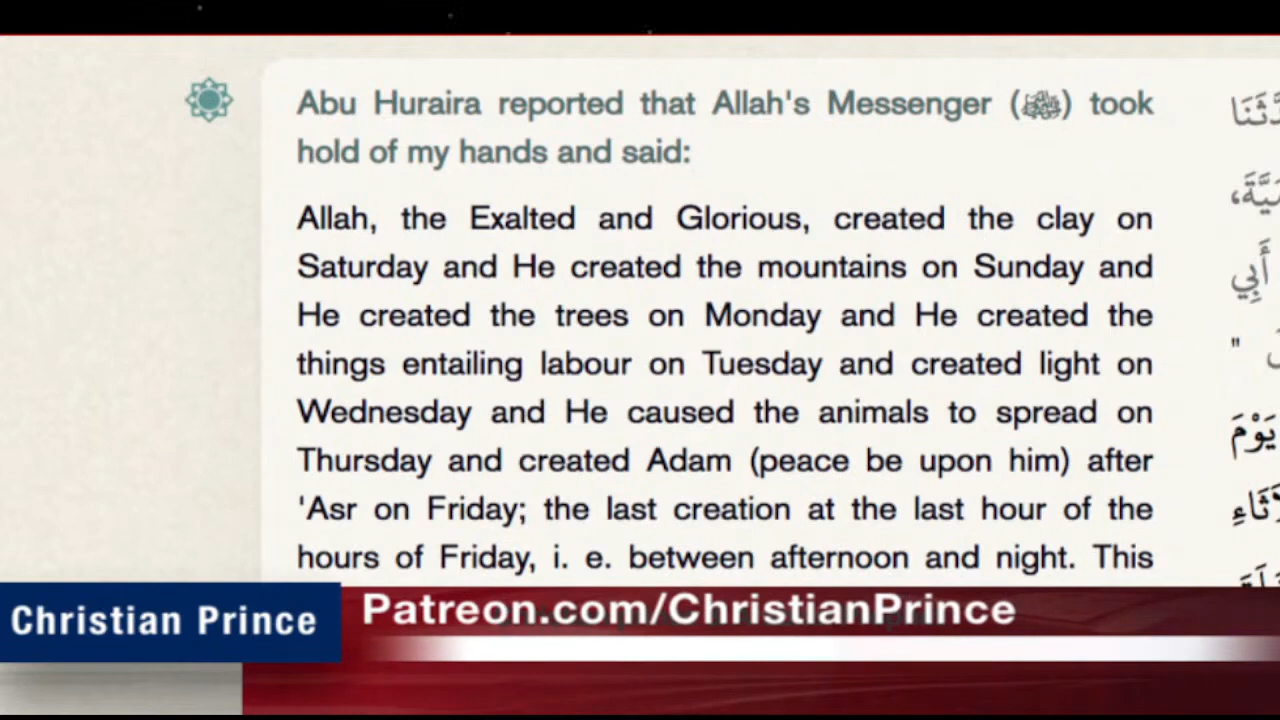 Abu Huraira reported that Allah's Messenger (ﷺ) took
hold of my hands and said:
Allah, the Exalted and Glorious, created the clay on
Saturday and He created the mountains on Sunday and
He created the trees on Monday and He created the
things entailing labour on Tuesday and created light on
Wednesday and He caused the animals to spread on
Thursday and created Adam (peace be upon him) after
'Asr on Friday; the last creation at the last hour of the
hours of Friday, i. e. between afternoon and night. This
أَبِي
يَوْمَ
Christian Prince
Patreon.com/ChristianPrince